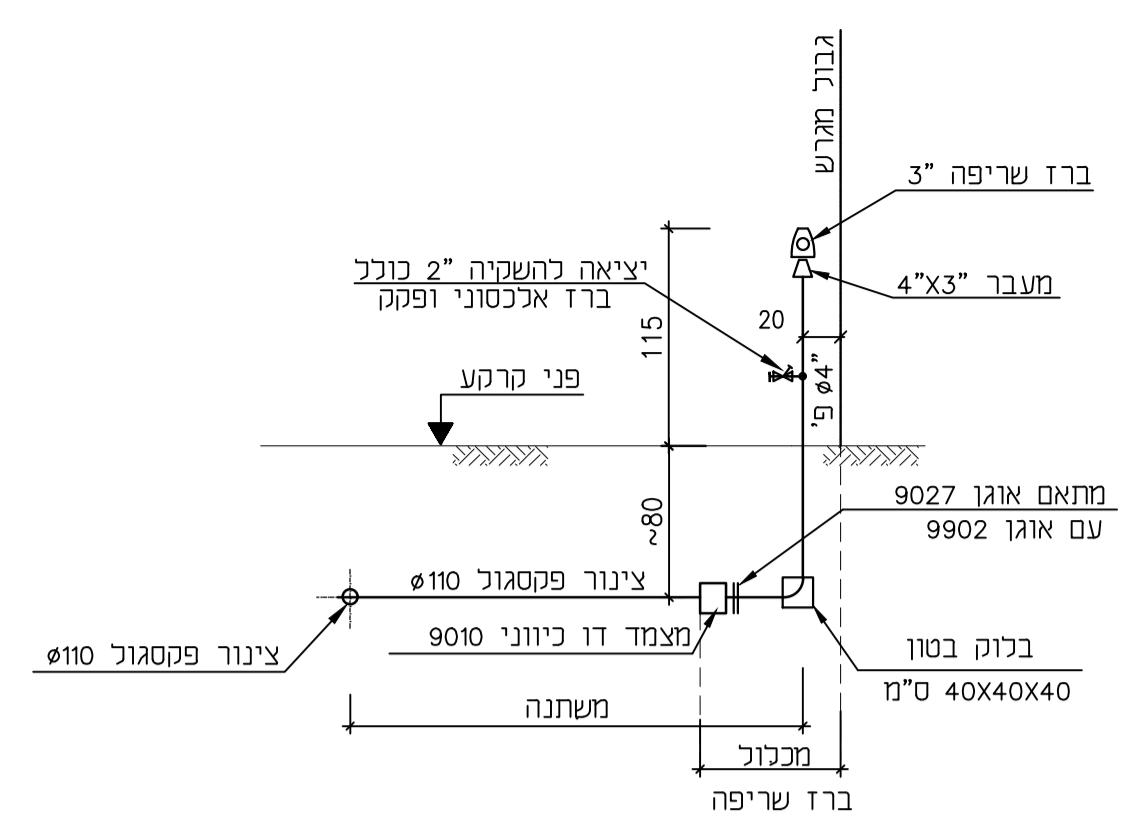 גבול מגרש
ברז שריפה "3
מעבר "4"X3
יציאה להשקיה "2 כולל
ברז אלכסוני ופקק
20
115
פ' ø4"
פני קרקע
~80
מתאם אוגן 9027
עם אוגן 9902
צינור פקסגול ø110
מצמד דו כיווני 9010
צינור פקסגול ø110
בלוק בטון
40X40X40 ס"מ
משתנה
מכלול
ברז שריפה